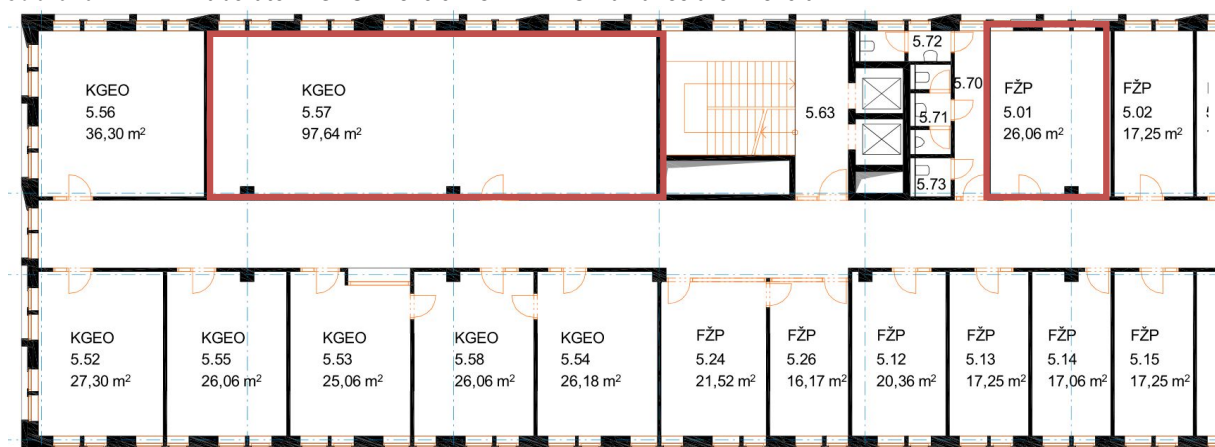 KGEO
5.56
36,30 m²
KGEO
5.57
97,64 m²
5.63
5.72
5.70
5.71
5.73
FŽP
5.01
26,06 m²
FŽP
5.02
17,25 m²
KGEO
5.52
27,30 m²
KGEO
5.55
26,06 m²
KGEO
5.53
25,06 m²
KGEO
5.58
26,06 m²
KGEO
5.54
26,18 m²
FŽP
5.24
21,52 m²
FŽP
5.26
16,17 m²
FŽP
5.12
20,36 m²
FŽP
5.13
17,25 m²
FŽP
5.14
17,06 m²
FŽP
5.15
17,25 m²